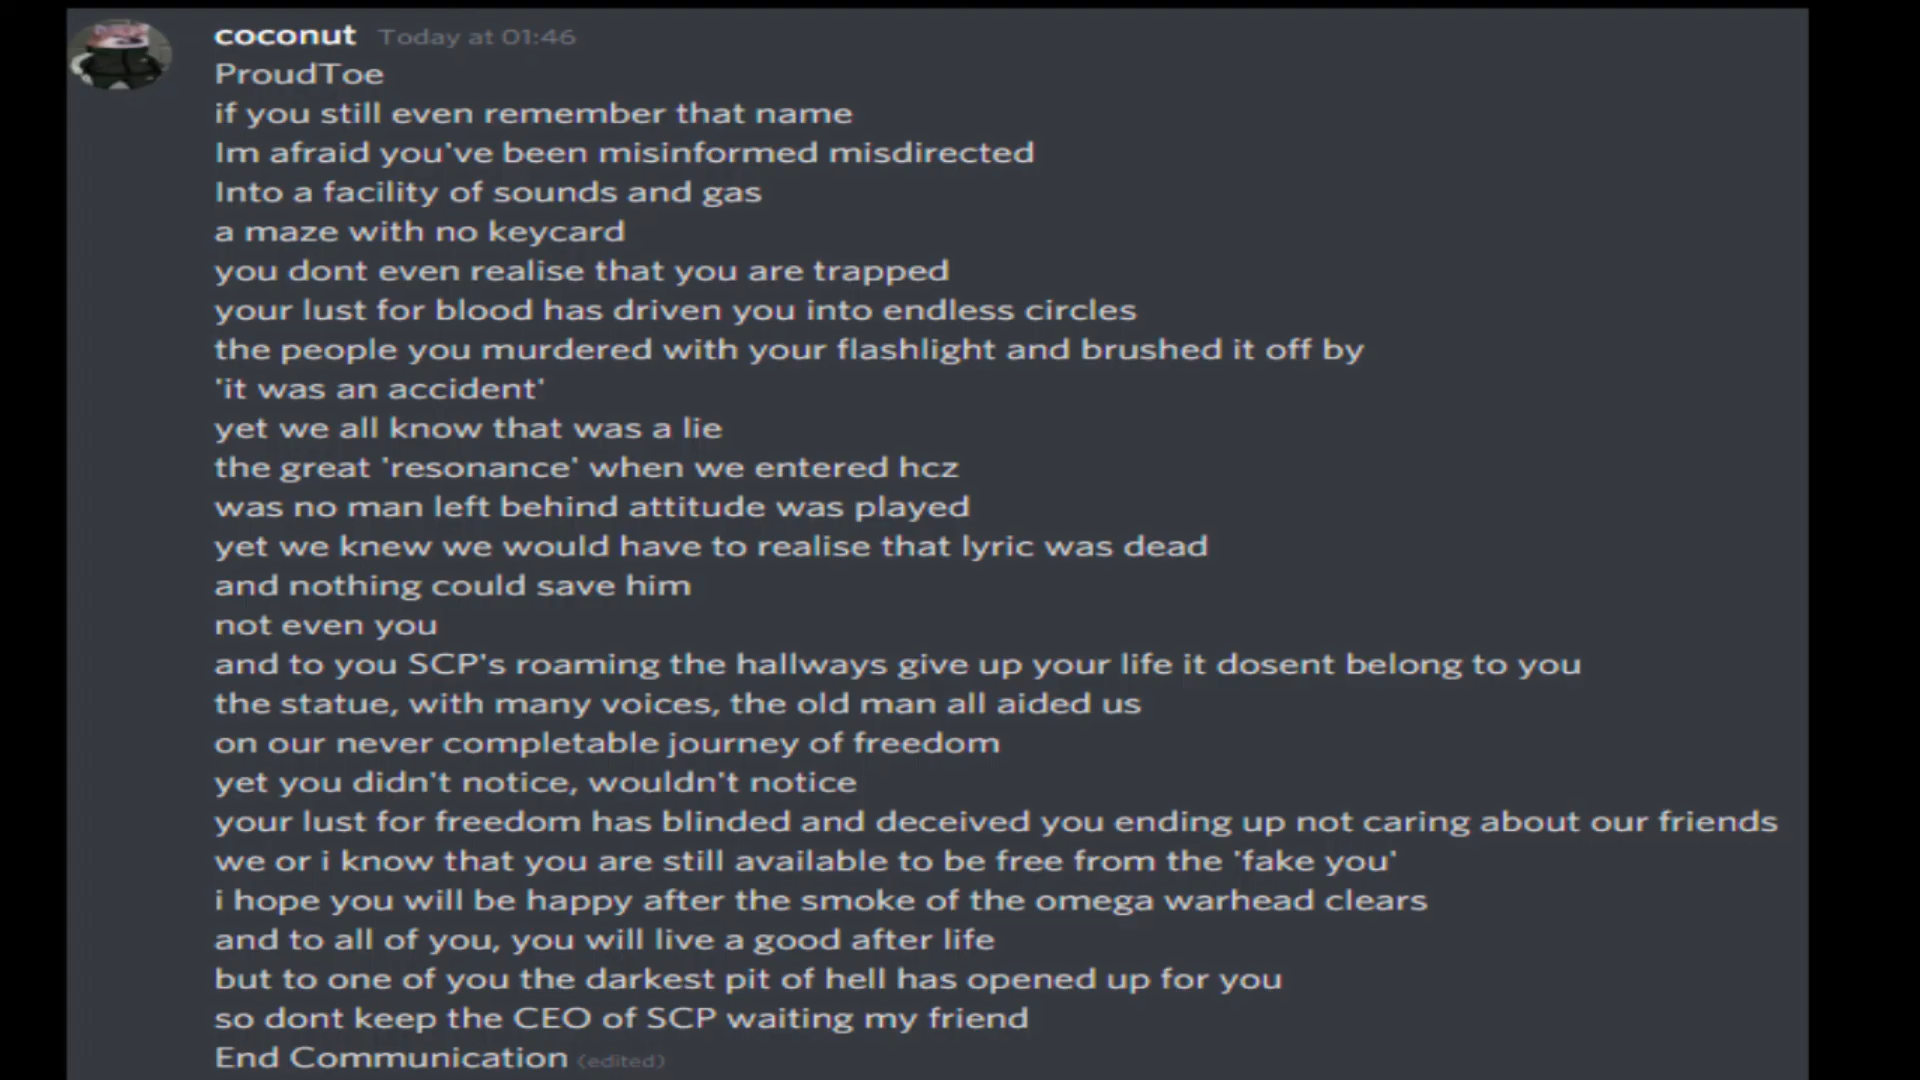 coconut Today at 01:46
ProudToe
if you still even remember that name
Im afraid you've been misinformed misdirected
Into a facility of sounds and gas
a maze with no keycard
you dont even realise that you are trapped
your lust for blood has driven you into endless circles
the people you murdered with your flashlight and brushed it off by
'it was an accident'
yet we all know that was a lie
the great 'resonance' when we entered hcz
was no man left behind attitude was played
yet we knew we would have to realise that lyric was dead
and nothing could save him
not even you
and to you SCP's roaming the hallways give up your life it dosent belong to you
the statue, with many voices, the old man all aided us
on our never completable journey of freedom
yet you didn't notice, wouldn't notice
your lust for freedom has blinded and deceived you ending up not caring about our friends
we or i know that you are still available to be free from the 'fake you'
i hope you will be happy after the smoke of the omega warhead clears
and to all of you, you will live a good after life
but to one of you the darkest pit of hell has opened up for you
so dont keep the CEO of SCP waiting my friend
End Communication (edited)